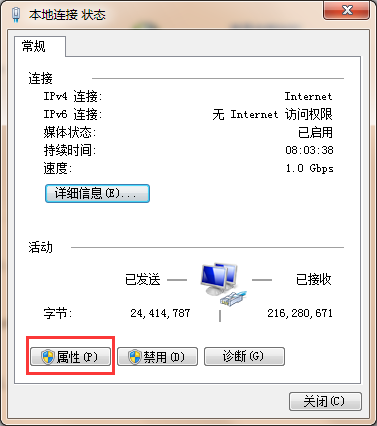 本地连接 状态
常规
连接
IPv4 连接: Internet
IPv6 连接: 无 Internet 访问权限
媒体状态: 已启用
持续时间: 08:03:38
速度: 1.0 Gbps
详细信息(E)...
活动
已发送 已接收
字节: 24,414,787 216,280,671
属性(P) 禁用(D) 诊断(G)
关闭(C)